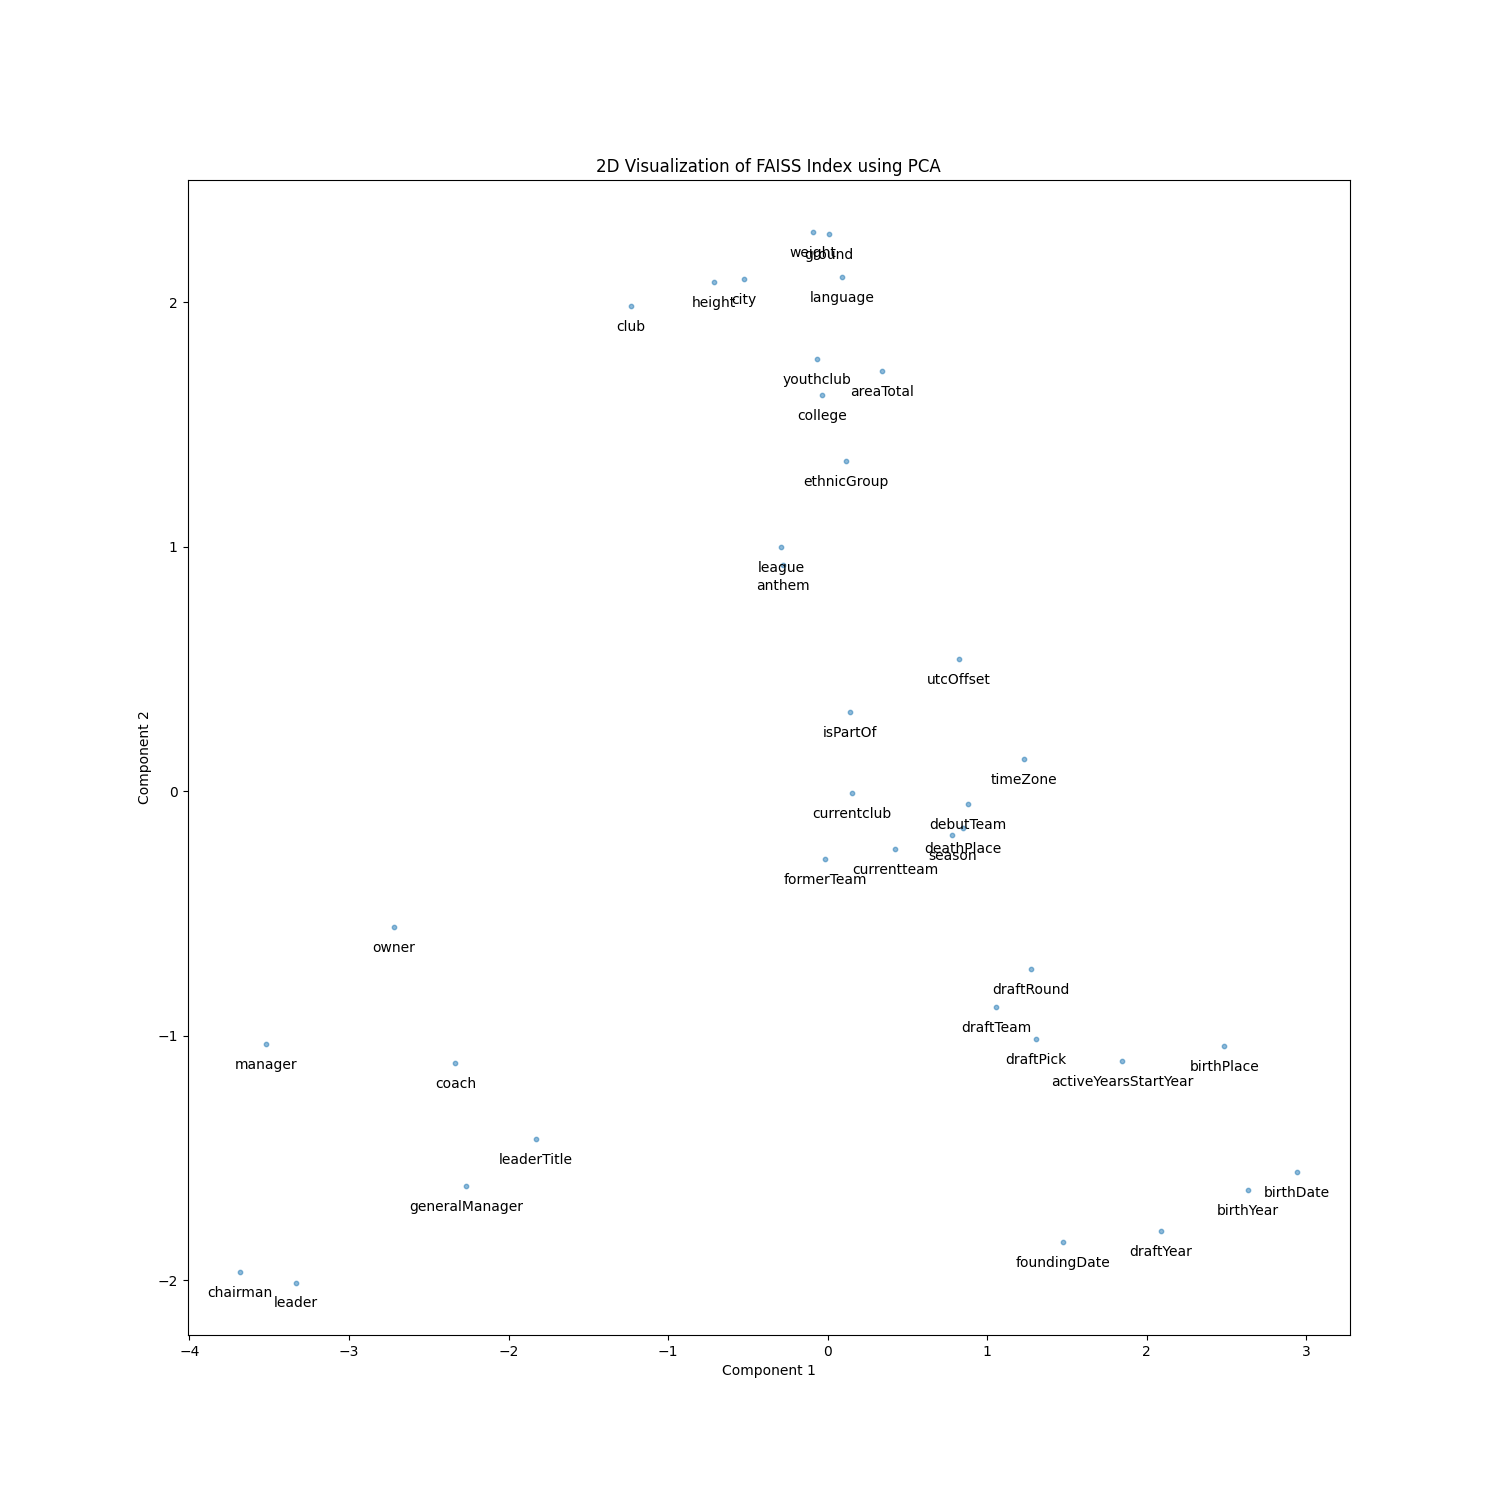 2D Visualization of FAISS Index using PCA
weight
ground
height
city
language
club
youthclub
areaTotal
college
ethnicGroup
league
anthem
utcOffset
isPartOf
timeZone
currentclub
debutTeam
deathPlace
season
currentteam
formerTeam
owner
draftRound
draftTeam
draftPick
manager
birthPlace
coach
activeYearsStartYear
leaderTitle
birthDate
generalManager
birthYear
draftYear
foundingDate
chairman
leader
2
1
0
−1
−2
Component 2
−4
−3
−2
−1
0
1
2
3
Component 1